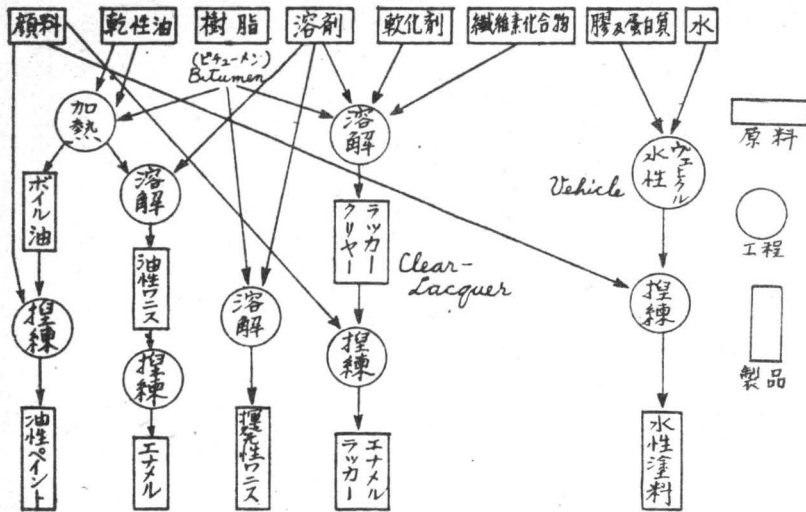 顔料
乾性油
樹脂
溶剤
軟化剤
繊維素化合物
膠及蛋白質
水
(ビチューメン)
Bitumen
加熱
溶解
ボイル油
溶解
ラッカー
クリヤー
Clear-
Lacquer
Vehicle
水性
ヴェヒクル
原料
油性ワニス
溶解
捏練
捏練
捏練
捏練
工程
油性ペイント
エナメル
揮発性ワニス
エナメル
ラッカー
水性塗料
製品